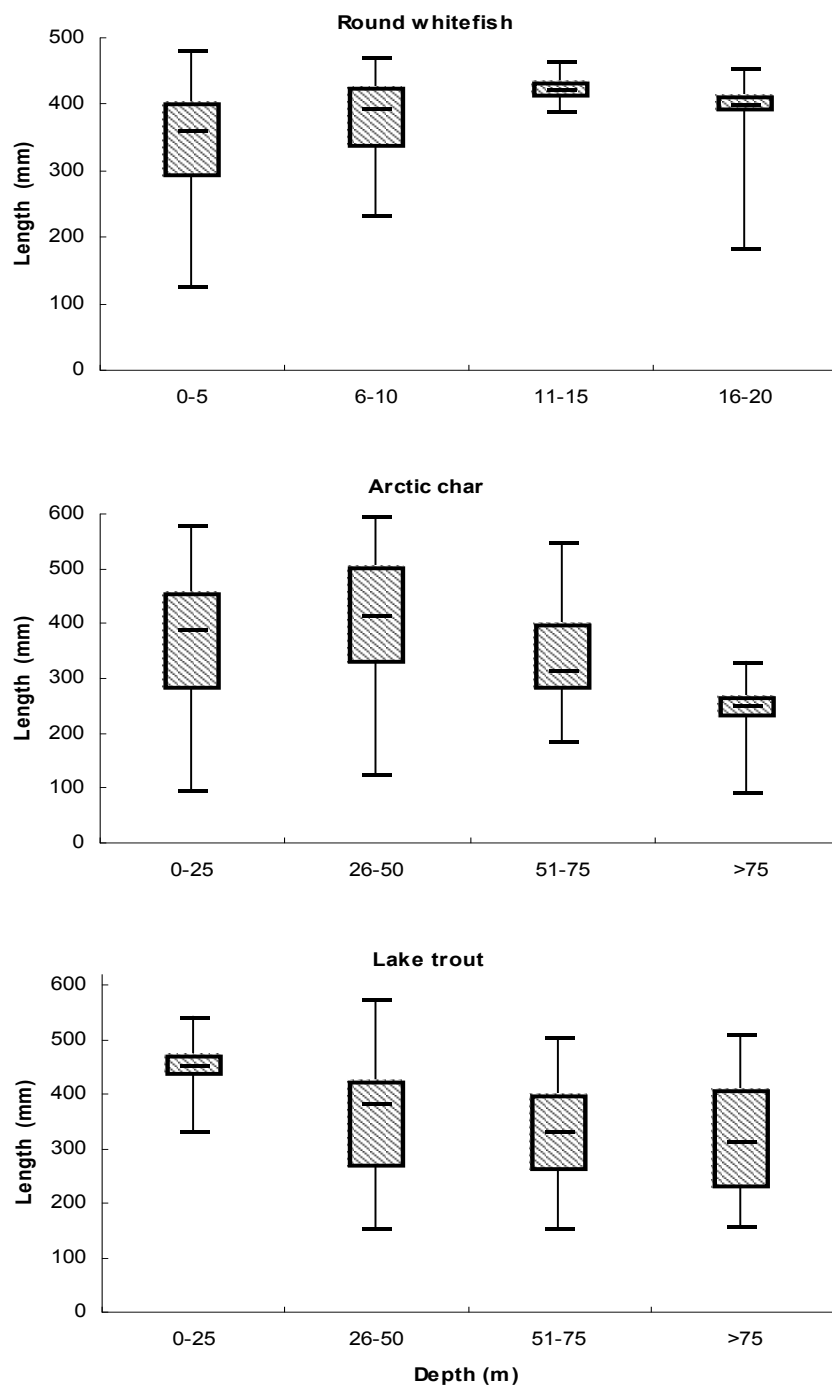 Round whitefish
500
400
300
200
100
0
Length (mm)
0-5 6-10 11-15 16-20
Arctic char
600
500
400
300
200
100
0
Length (mm)
0-25 26-50 51-75 >75
Lake trout
600
500
400
300
200
100
0
Length (mm)
0-25 26-50 51-75 >75
Depth (m)